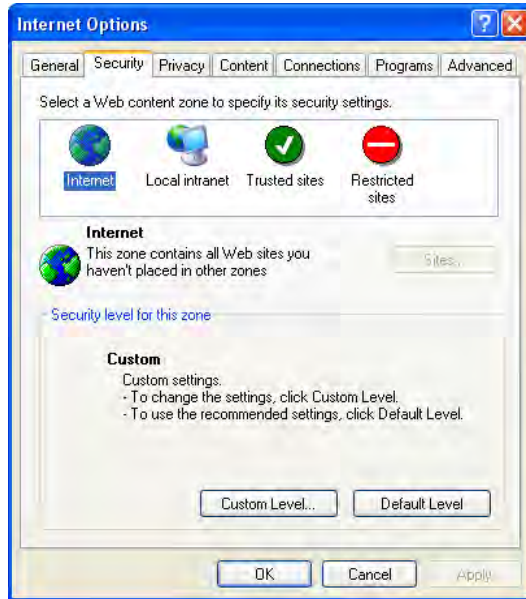 Internet Options
General Security Privacy Content Connections Programs Advanced
Select a Web content zone to specify its security settings.
Internet Local intranet Trusted sites Restricted
sites
Internet
This zone contains all Web sites you
haven't placed in other zones
Sites...
Security level for this zone
Custom
Custom settings.
- To change the settings, click Custom Level.
- To use the recommended settings, click Default Level.
Custom Level... Default Level
OK Cancel Apply